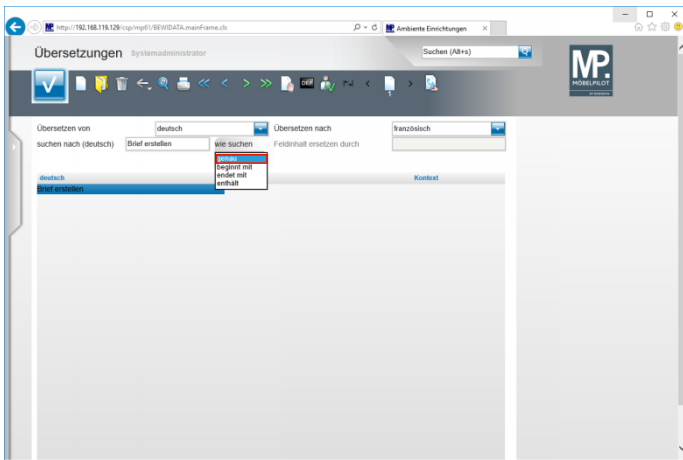 http://192.168.119.129/csp/mp81/BEWIDATA.mainFrame.cls
MP Ambiente Einrichtungen ×
Übersetzungen Systemadministrator
Suchen (Alt+s)
MP.
MÖBELPILOT
Übersetzen von deutsch Übersetzen nach französisch
suchen nach (deutsch) Brief erstellen wie suchen Feldinhalt ersetzen durch
genau
beginnt mit
endet mit
enthält
deutsch Kontext
Brief erstellen